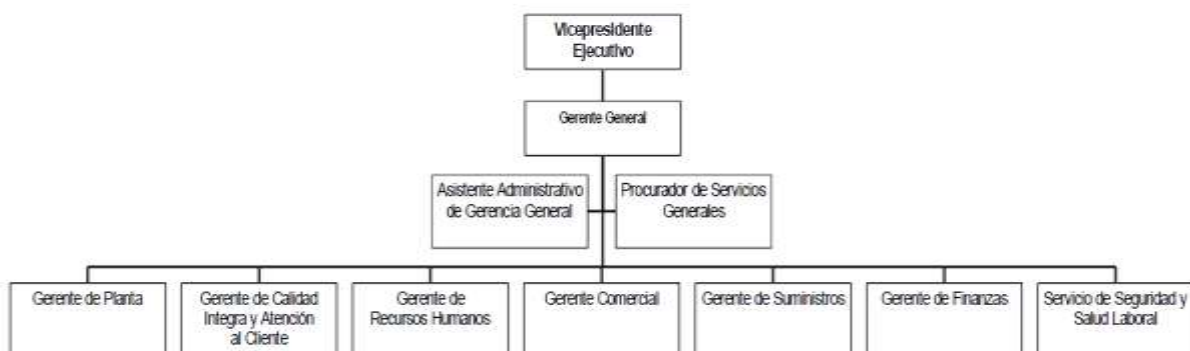 Vicepresidente
Ejecutivo
Gerente General
Asistente Administrativo
de Gerencia General
Procurador de Servicios
Generales
Gerente de Planta
Gerente de Calidad
Integra y Atención
al Cliente
Gerente de
Recursos Humanos
Gerente Comercial
Gerente de Suministros
Gerente de Finanzas
Servicio de Seguridad y
Salud Laboral